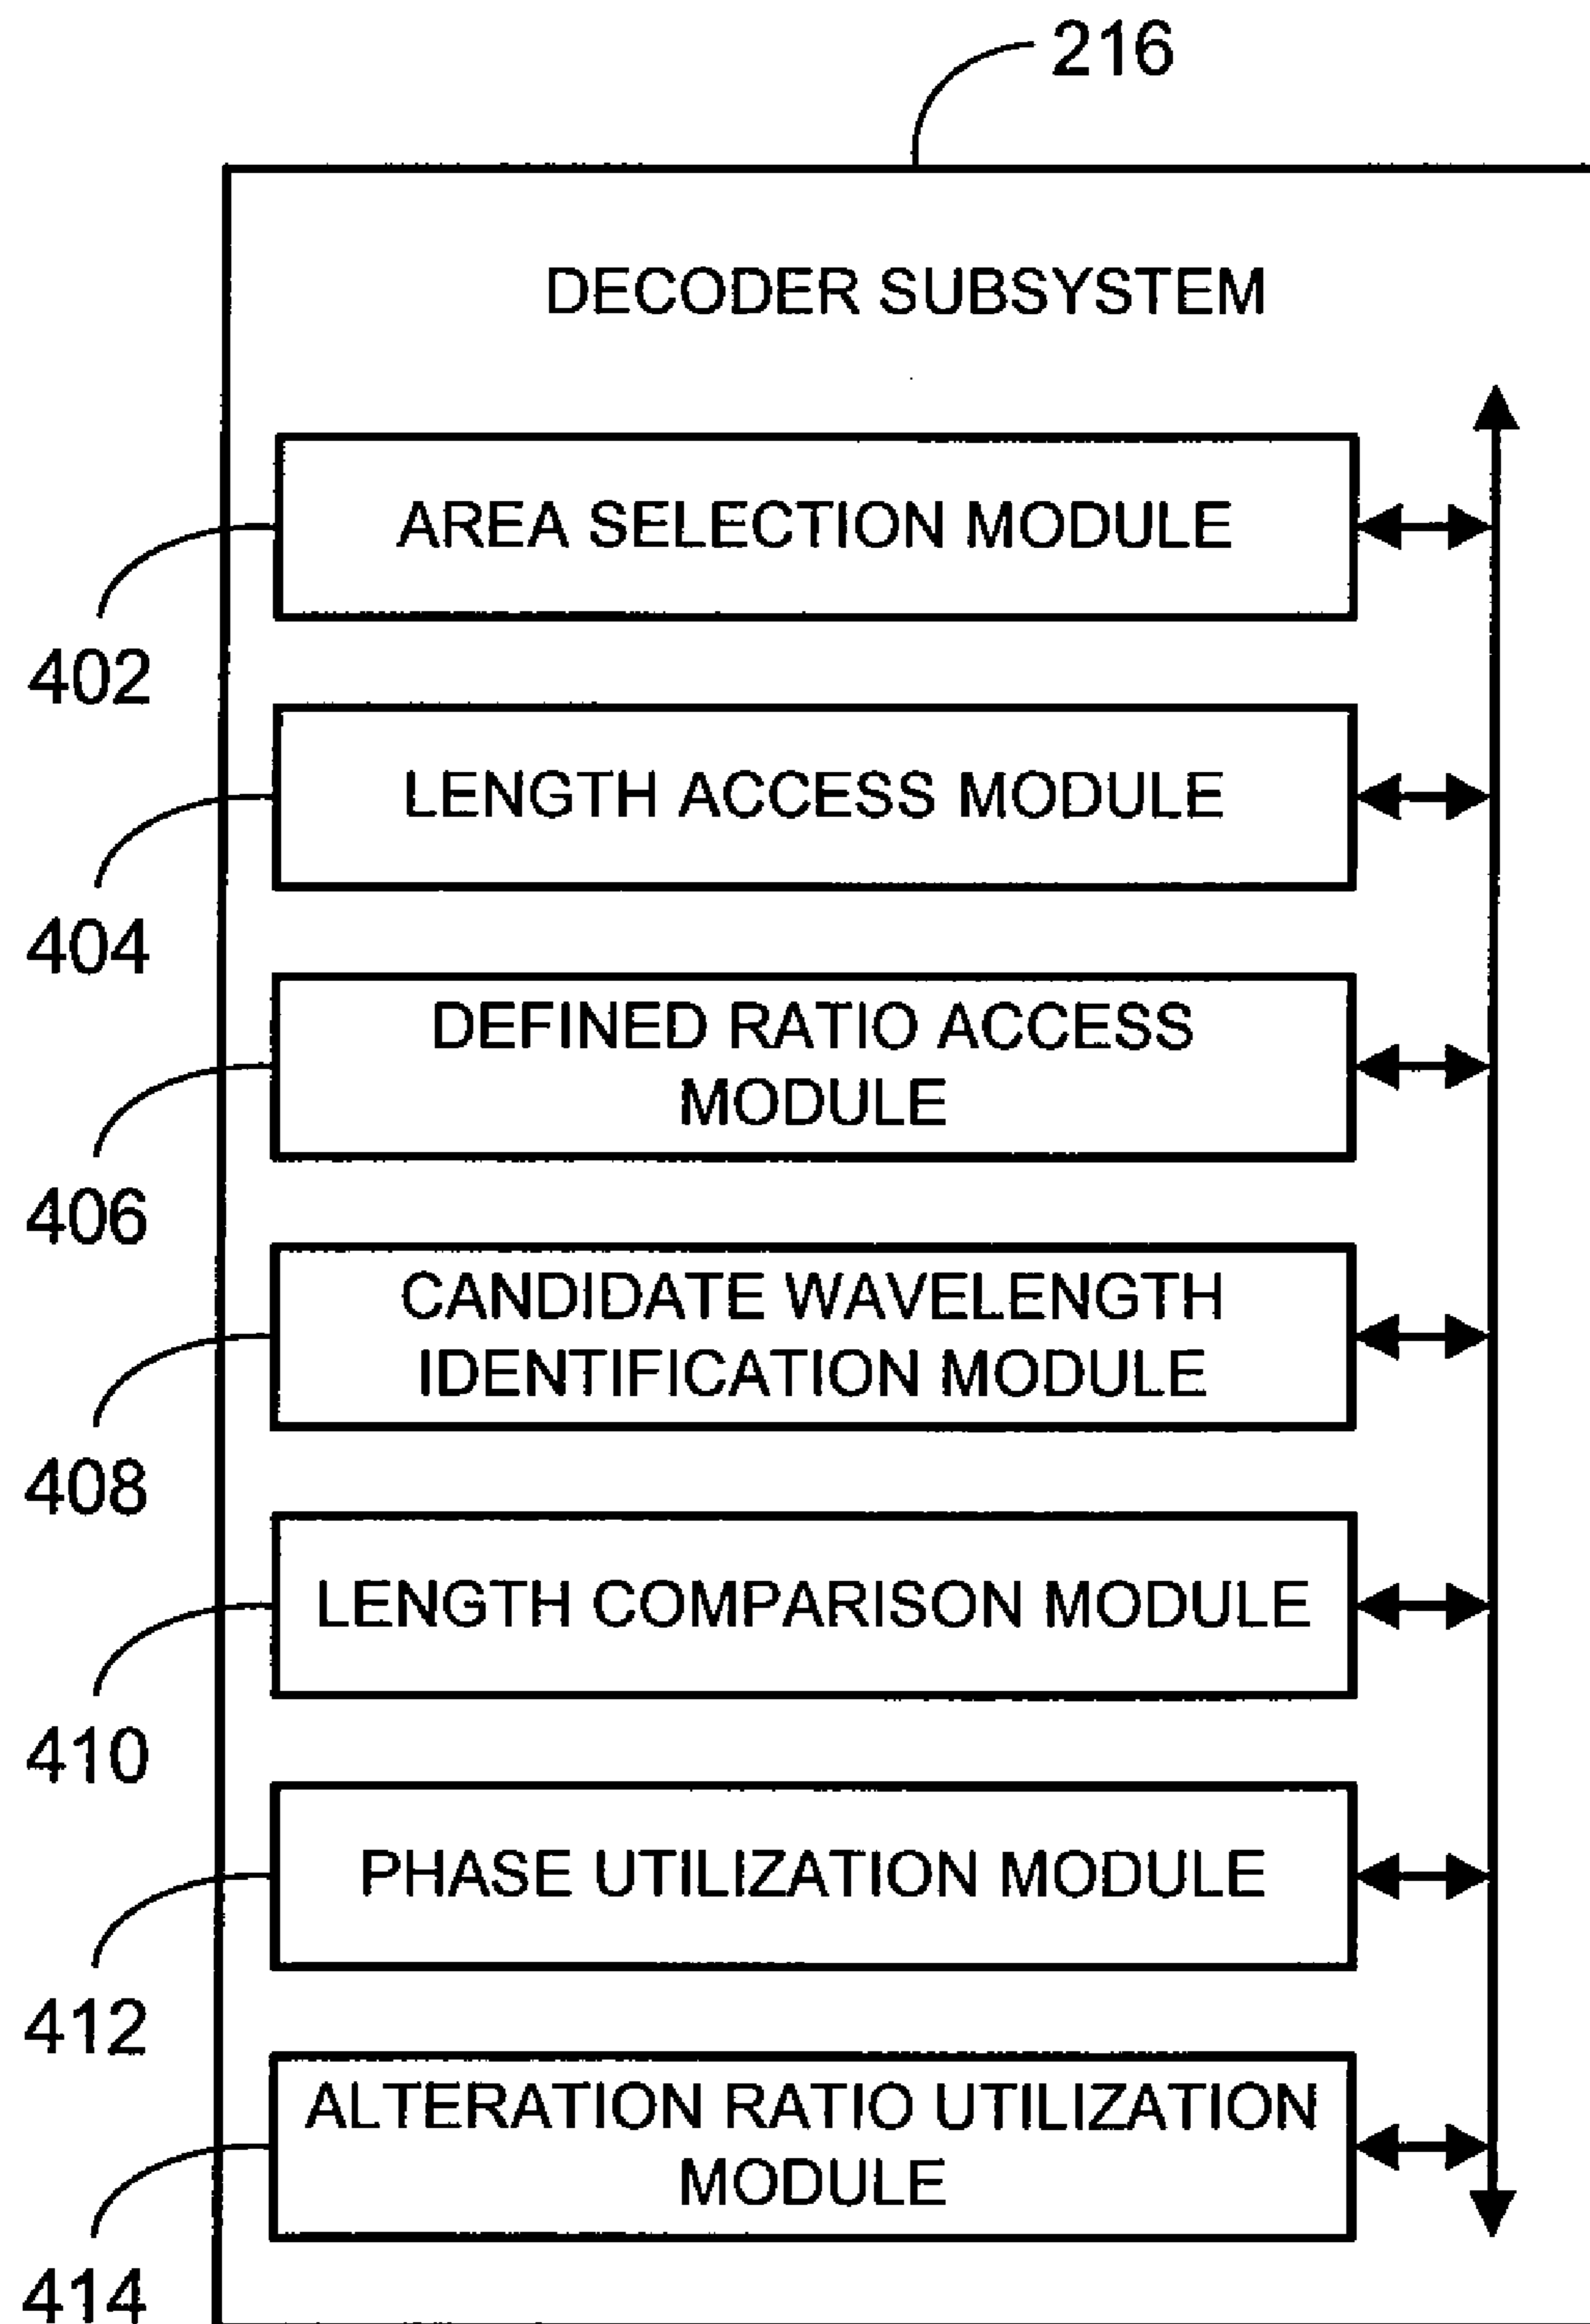 216
DECODER SUBSYSTEM
AREA SELECTION MODULE
402
LENGTH ACCESS MODULE
404
DEFINED RATIO ACCESS
MODULE
406
CANDIDATE WAVELENGTH
IDENTIFICATION MODULE
408
LENGTH COMPARISON MODULE
410
PHASE UTILIZATION MODULE
412
ALTERATION RATIO UTILIZATION
MODULE
414